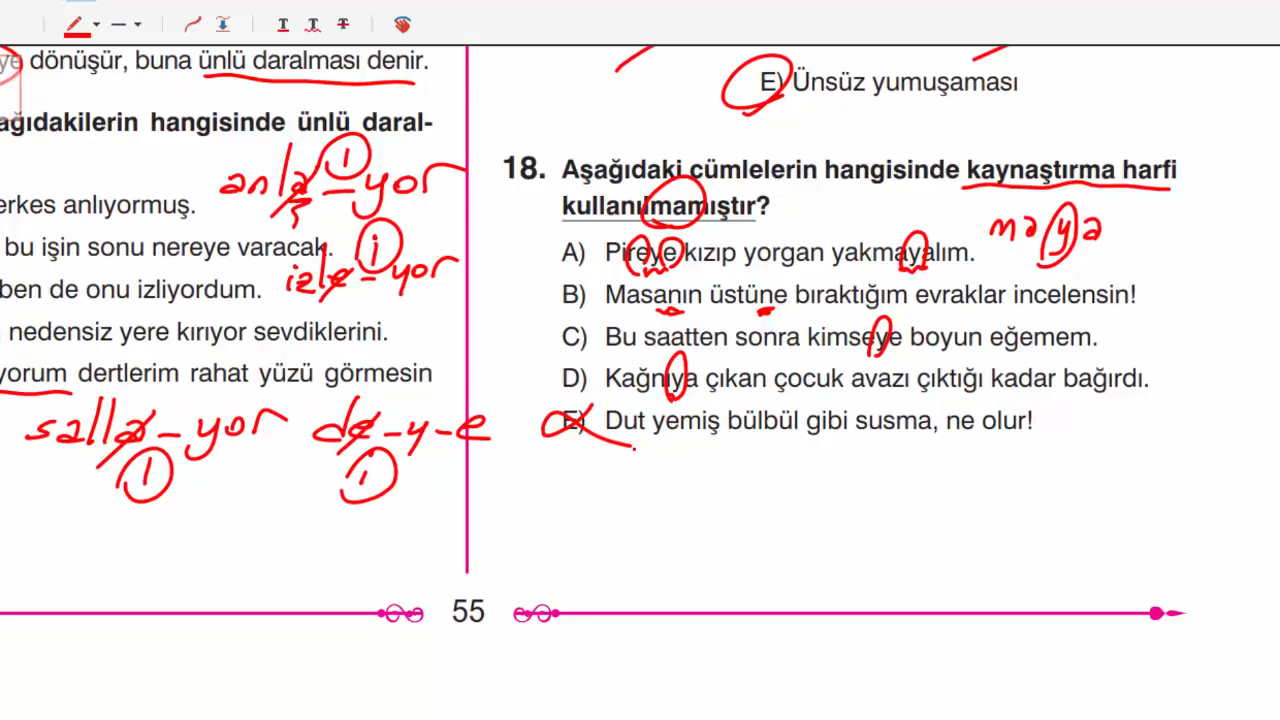 ye dönüşür, buna ünlü daralması denir.
ağıdakilerin hangisinde ünlü daral-
anla ı yor
erkes anlıyormuş.
bu işin sonu nereye varacak.
izle i yor
ben de onu izliyordum.
nedensiz yere kırıyor sevdiklerini.
yorum dertlerim rahat yüzü görmesin
salla - yor de-y-e
ı i
E) Ünsüz yumuşaması
18. Aşağıdaki cümlelerin hangisinde kaynaştırma harfi
kullanılmamıştır?
maya
A) Pireye kızıp yorgan yakmayalım.
B) Masanın üstüne bıraktığım evraklar incelensin!
C) Bu saatten sonra kimseye boyun eğemem.
D) Kağnıya çıkan çocuk avazı çıktığı kadar bağırdı.
E) Dut yemiş bülbül gibi susma, ne olur!
55